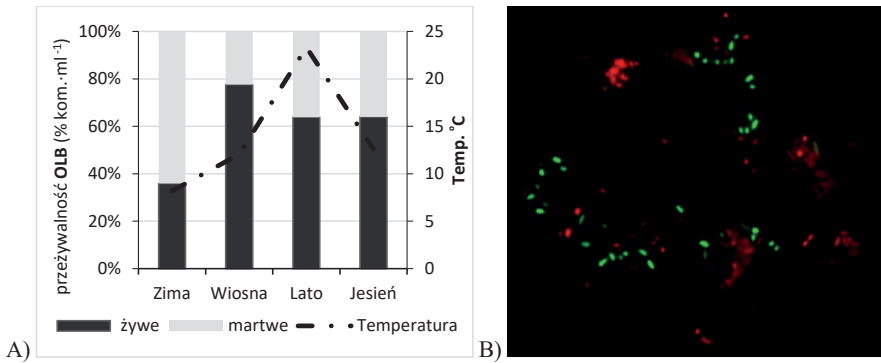 100%
80%
60%
40%
20%
0%
przeżywalność OLB (% kom.·ml⁻¹)
25
20
15
10
5
0
Temp. °C
Zima Wiosna Lato Jesień
żywe martwe Temperatura
A) B)